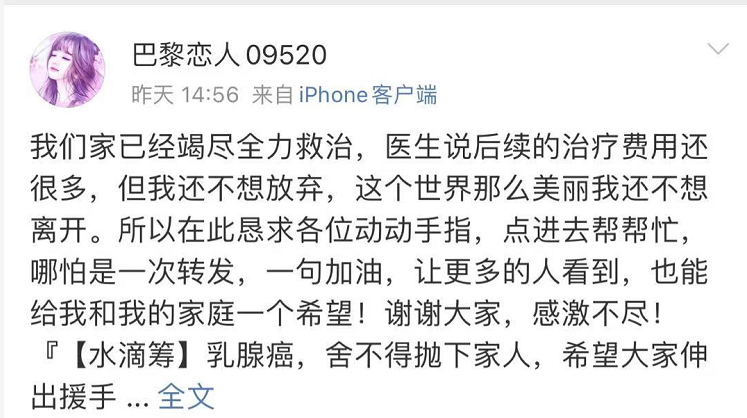 巴黎恋人09520
昨天 14:56 来自 iPhone客户端
我们家已经竭尽全力救治，医生说后续的治疗费用还
很多，但我还不想放弃，这个世界那么美丽我还不想
离开。所以在此恳求各位动动手指，点进去帮帮忙，
哪怕是一次转发，一句加油，让更多的人看到，也能
给我和我的家庭一个希望！谢谢大家，感激不尽！
『【水滴筹】乳腺癌，舍不得抛下家人，希望大家伸
出援手 ... 全文